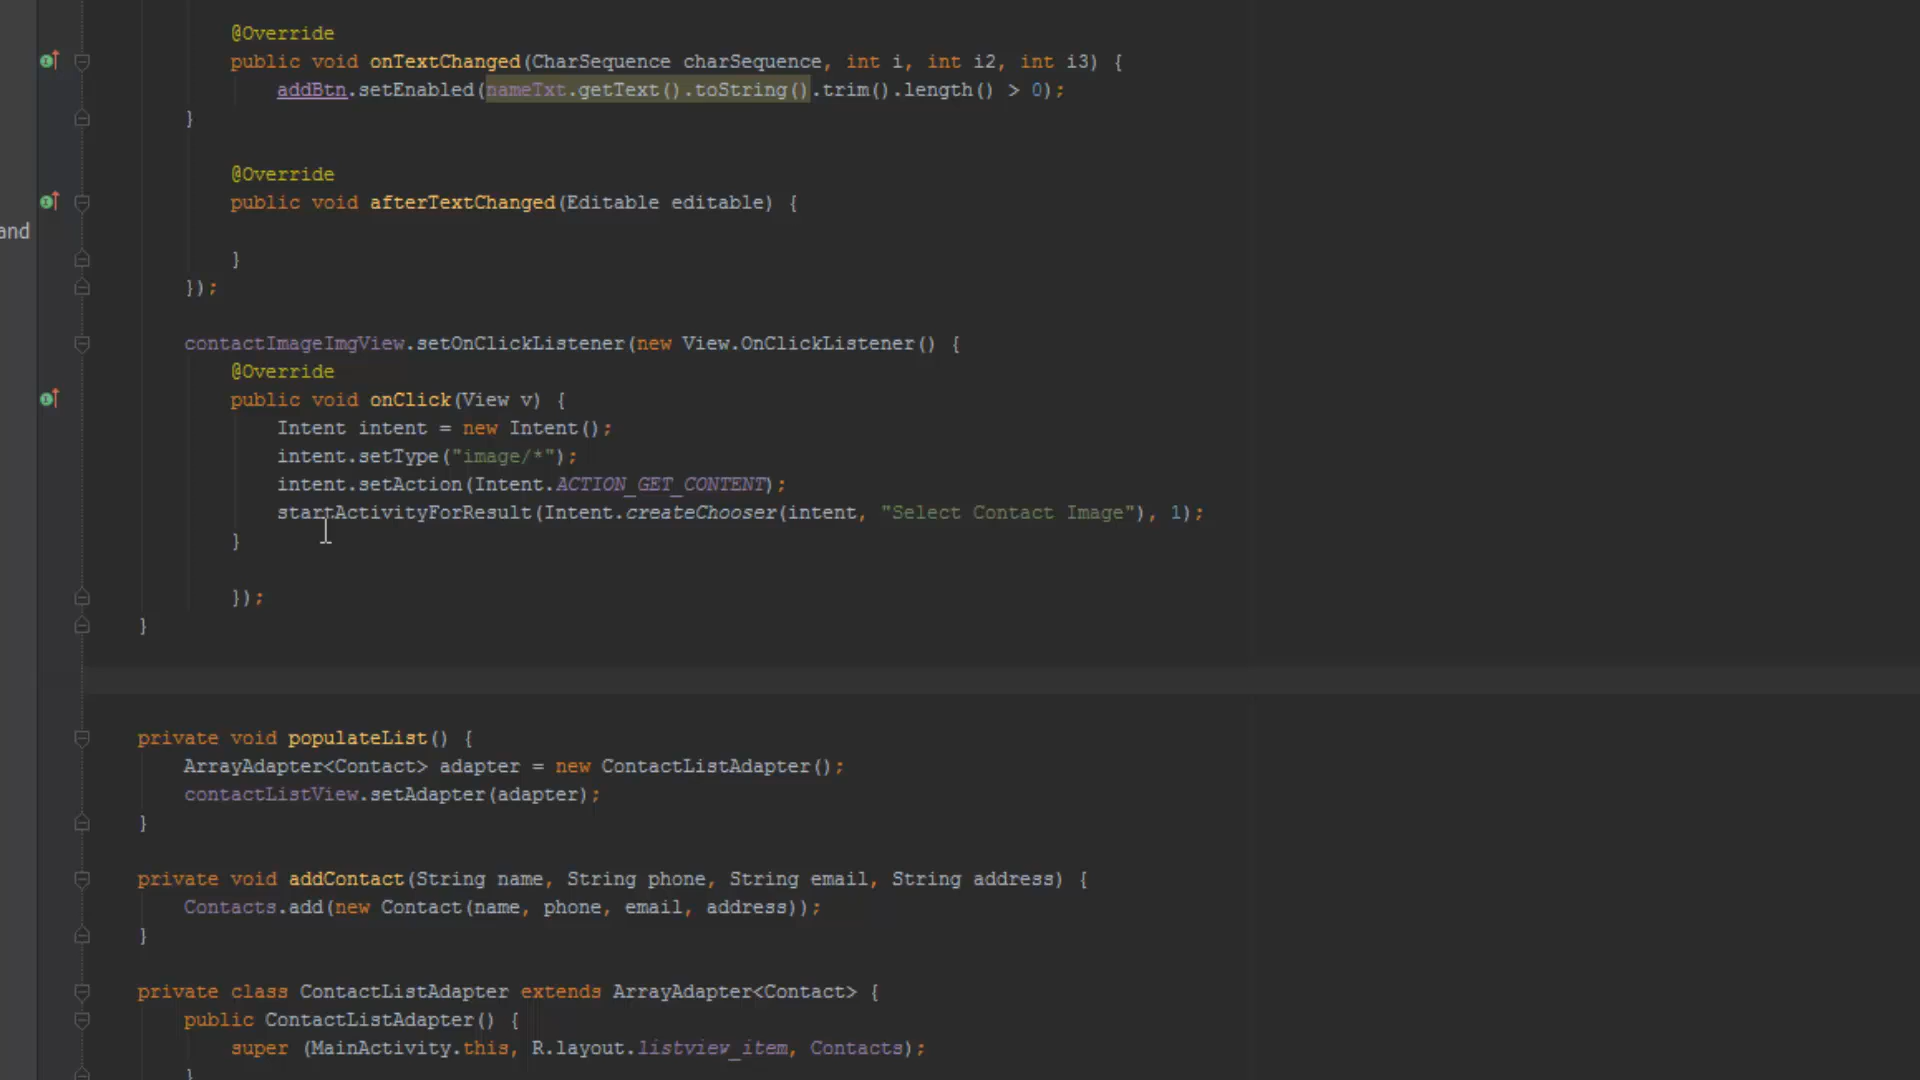 @Override
public void onTextChanged(CharSequence charSequence, int i, int i2, int i3) {
addBtn.setEnabled(nameTxt.getText().toString().trim().length() > 0);
}
@Override
public void afterTextChanged(Editable editable) {
and
}
});
contactImageImgView.setOnClickListener(new View.OnClickListener() {
@Override
public void onClick(View v) {
Intent intent = new Intent();
intent.setType("image/*");
intent.setAction(Intent.ACTION_GET_CONTENT);
startActivityForResult(Intent.createChooser(intent, "Select Contact Image"), 1);
}
});
}
private void populateList() {
ArrayAdapter<Contact> adapter = new ContactListAdapter();
contactListView.setAdapter(adapter);
}
private void addContact(String name, String phone, String email, String address) {
Contacts.add(new Contact(name, phone, email, address));
}
private class ContactListAdapter extends ArrayAdapter<Contact> {
public ContactListAdapter() {
super (MainActivity.this, R.layout.listview_item, Contacts);
}